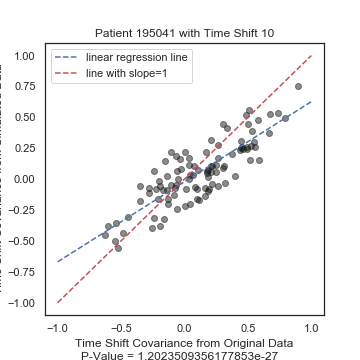 Patient 195041 with Time Shift 10
linear regression line
line with slope=1
1.00
0.75
0.50
0.25
0.00
−0.25
−0.50
−0.75
−1.00
−1.0
−0.5
0.0
0.5
1.0
Time Shift Covariance from Original Data
P-Value = 1.2023509356177853e-27